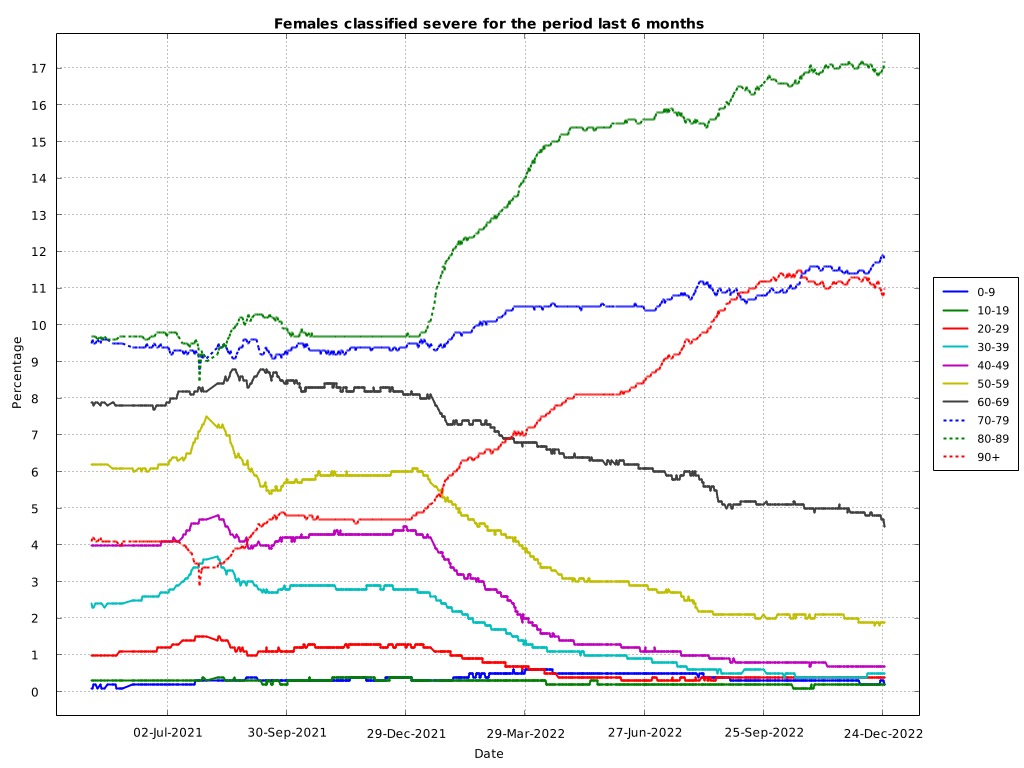 Females classified severe for the period last 6 months
17
16
15
14
13
12
11
10
9
8
7
6
5
4
3
2
1
0
Percentage
02-Jul-2021
30-Sep-2021
29-Dec-2021
29-Mar-2022
27-Jun-2022
25-Sep-2022
24-Dec-2022
Date
0-9
10-19
20-29
30-39
40-49
50-59
60-69
70-79
80-89
90+